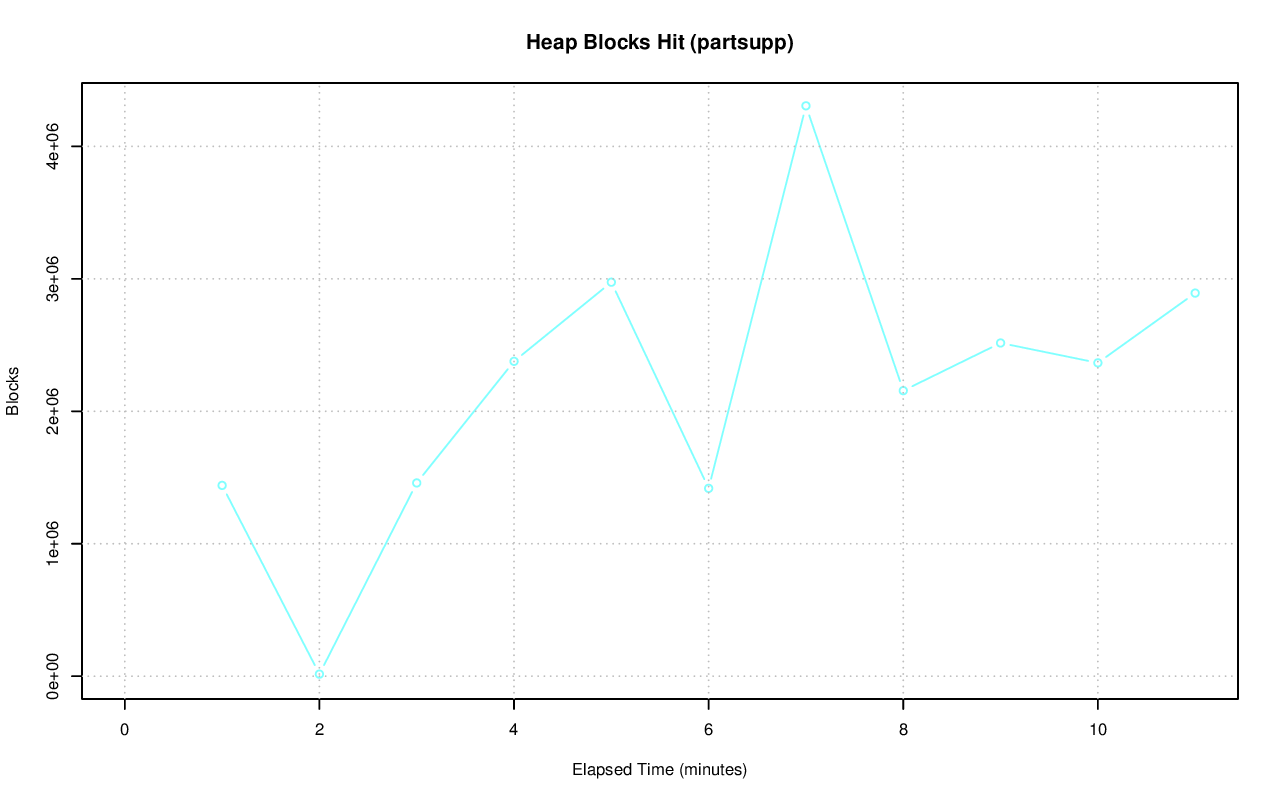 Heap Blocks Hit (partsupp)
4e+06
3e+06
2e+06
1e+06
0e+00
Blocks
0 2 4 6 8 10
Elapsed Time (minutes)